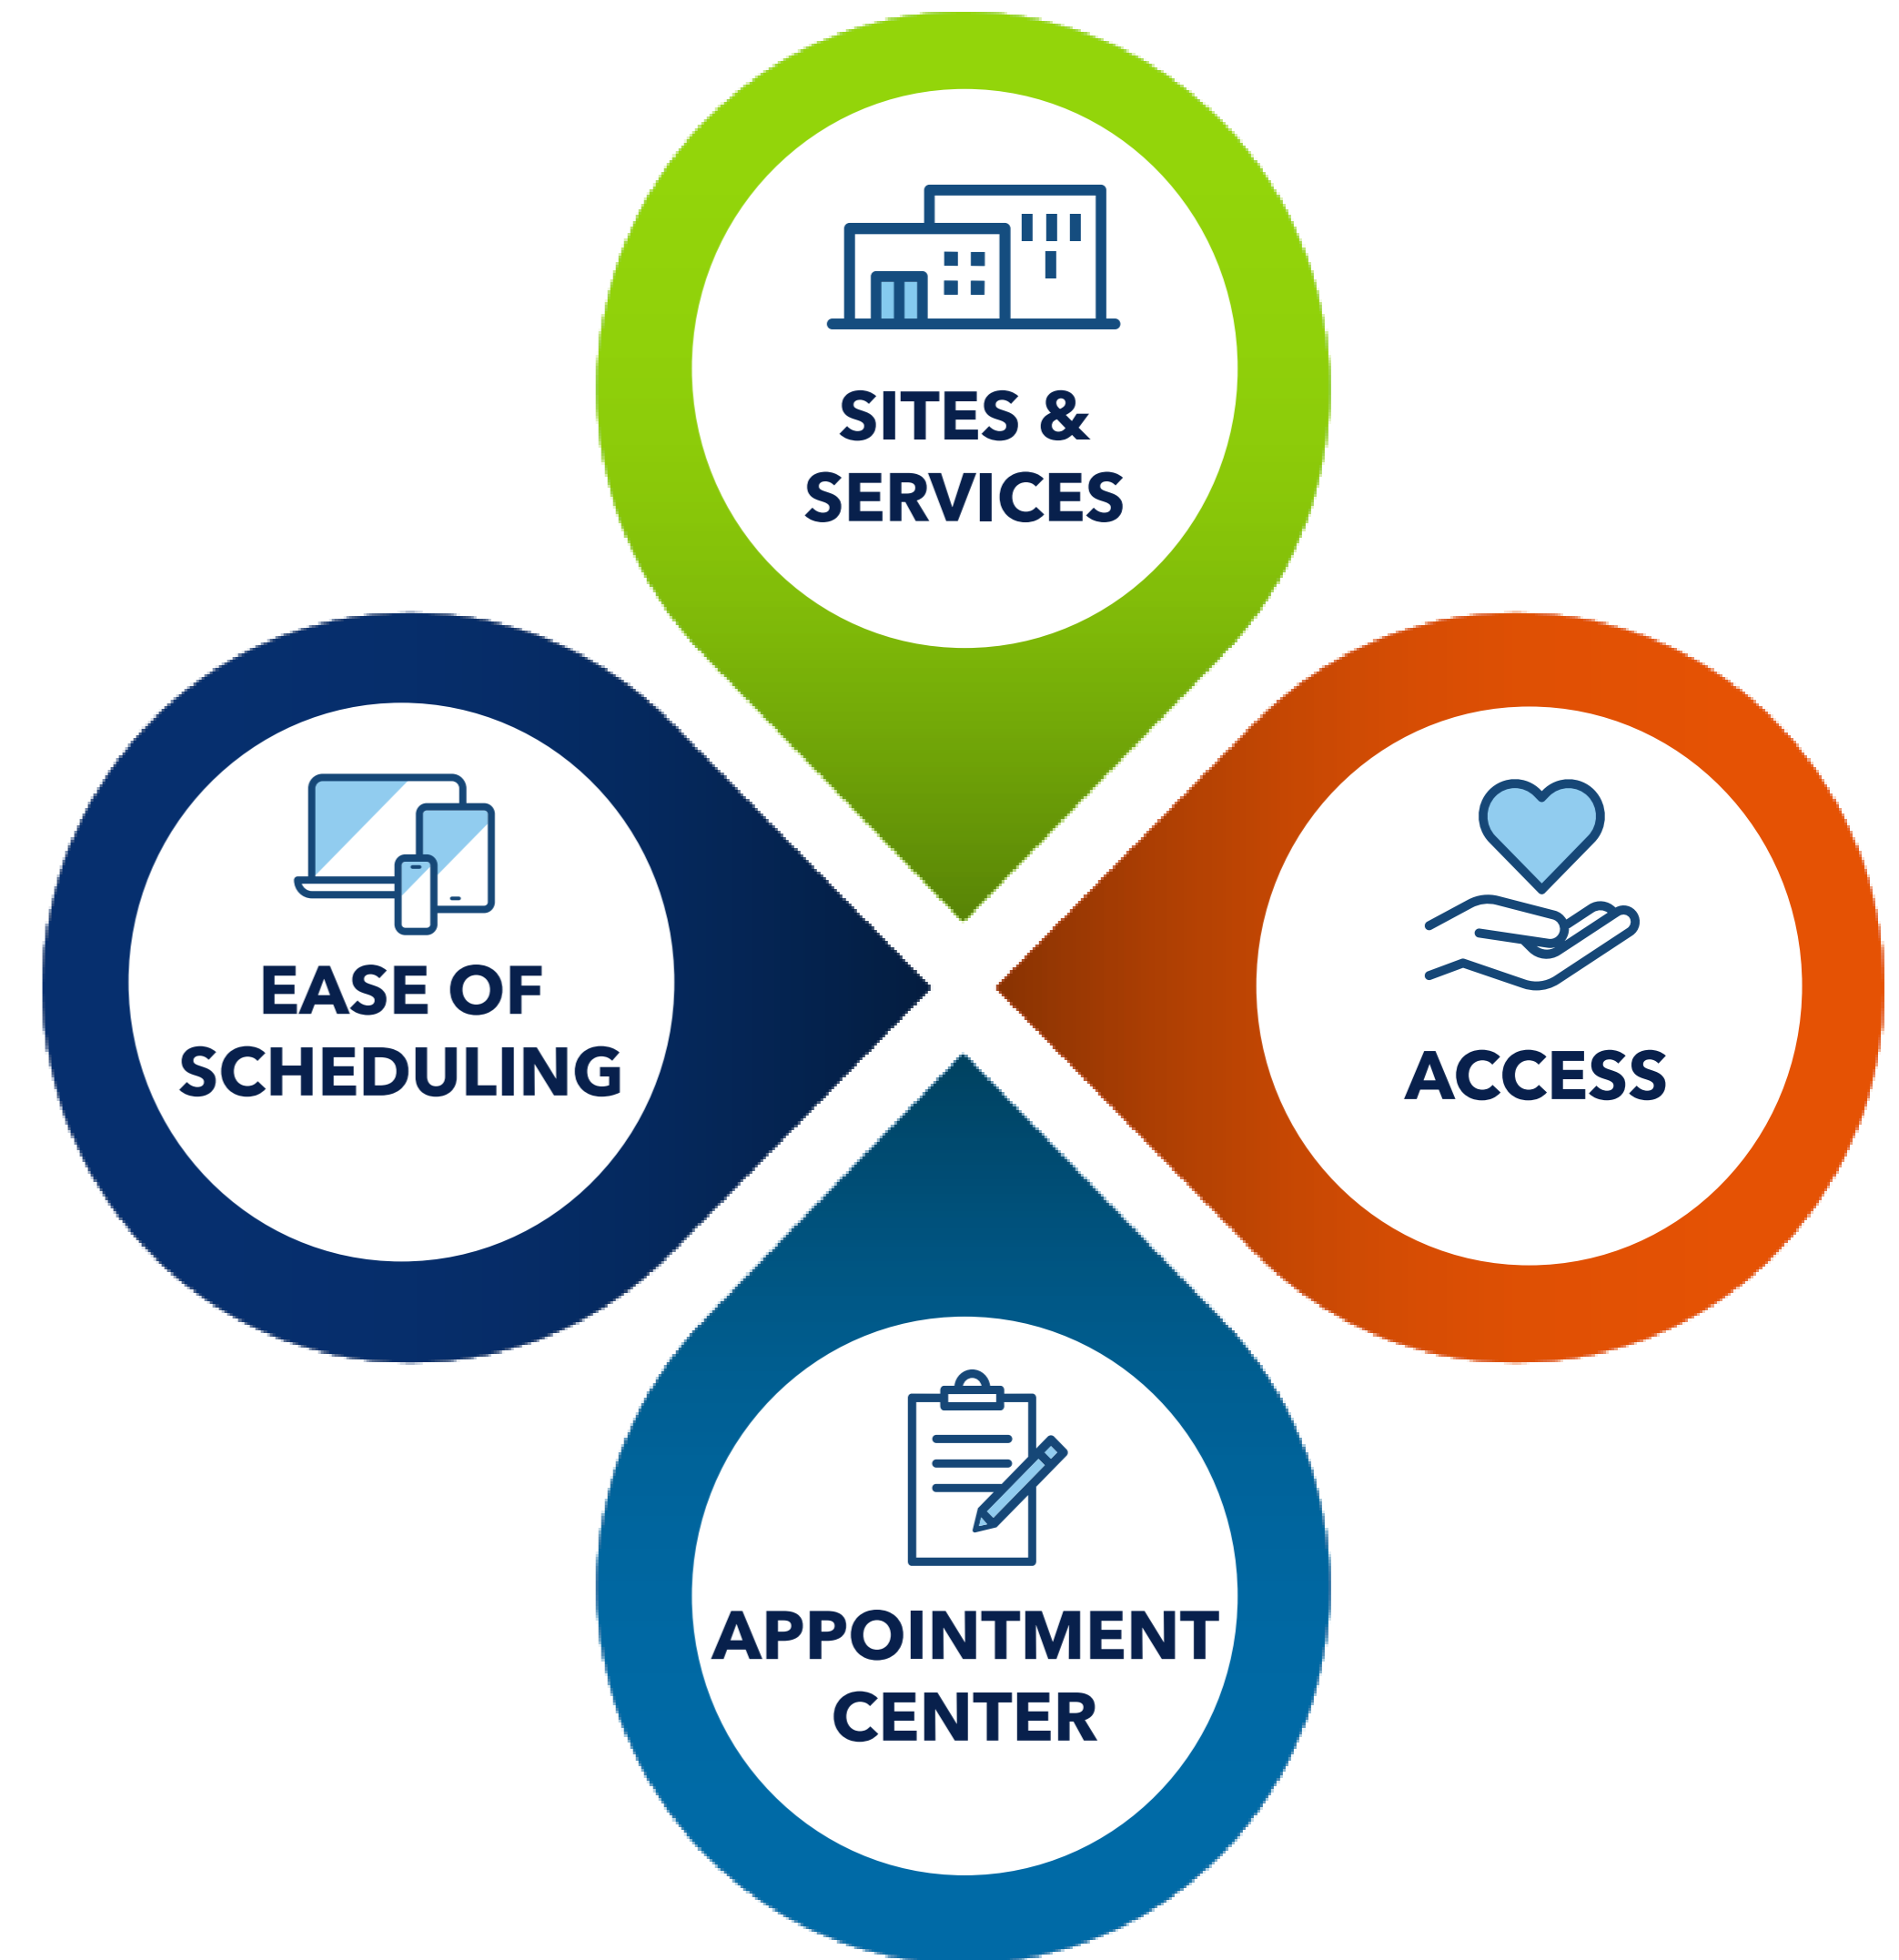 SITES &
SERVICES
EASE OF
SCHEDULING
ACCESS
APPOINTMENT
CENTER